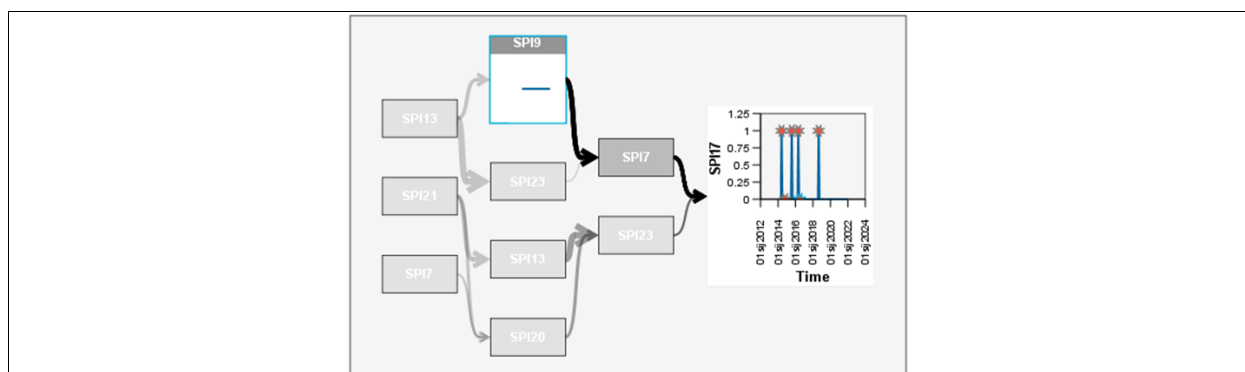 SPI9
SPI13
SPI23
SPI7
SPI21
SPI23
SPI13
SPI7
SPI20
SPI17
1.25
1
0.75
0.5
0.25
0
01 sij 2012
01 sij 2014
01 sij 2016
01 sij 2018
01 sij 2020
01 sij 2022
01 sij 2024
Time